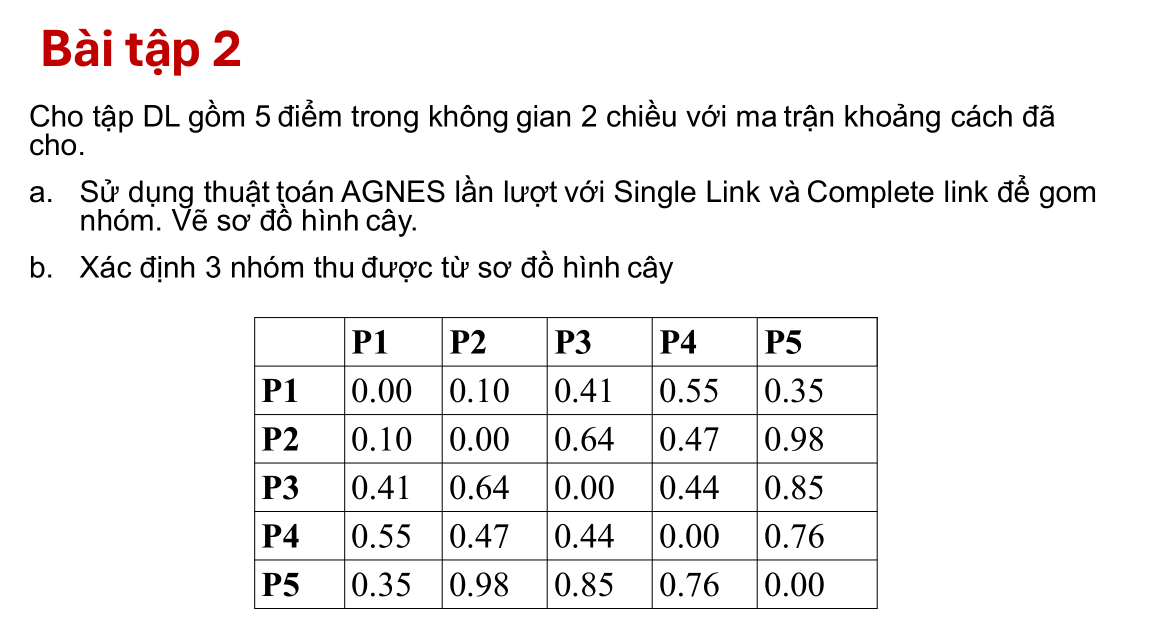 Bài tập 2
Cho tập DL gồm 5 điểm trong không gian 2 chiều với ma trận khoảng cách đã
cho.
a. Sử dụng thuật toán AGNES lần lượt với Single Link và Complete link để gom
nhóm. Vẽ sơ đồ hình cây.
b. Xác định 3 nhóm thu được từ sơ đồ hình cây
P1 P2 P3 P4 P5
P1 0.00 0.10 0.41 0.55 0.35
P2 0.10 0.00 0.64 0.47 0.98
P3 0.41 0.64 0.00 0.44 0.85
P4 0.55 0.47 0.44 0.00 0.76
P5 0.35 0.98 0.85 0.76 0.00